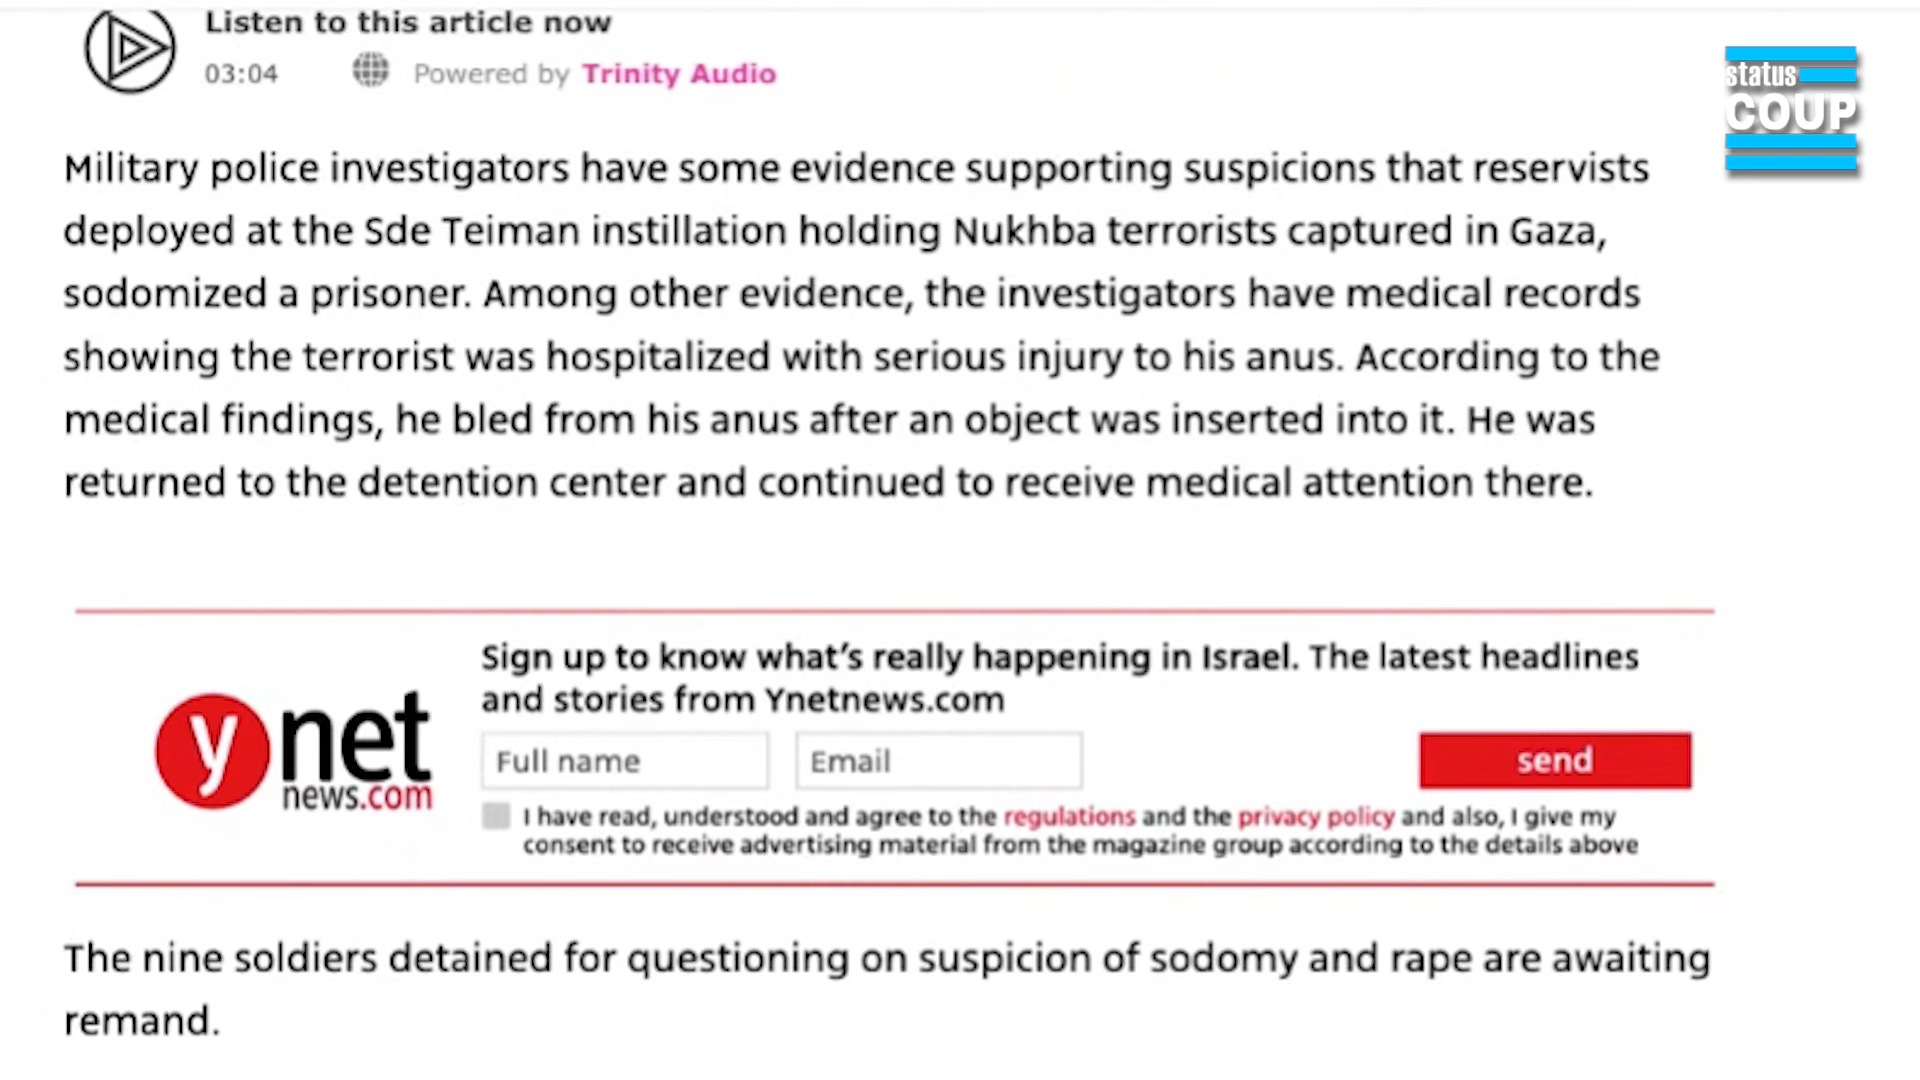 Listen to this article now
03:04 Powered by Trinity Audio
status
COUP
Military police investigators have some evidence supporting suspicions that reservists
deployed at the Sde Teiman instillation holding Nukhba terrorists captured in Gaza,
sodomized a prisoner. Among other evidence, the investigators have medical records
showing the terrorist was hospitalized with serious injury to his anus. According to the
medical findings, he bled from his anus after an object was inserted into it. He was
returned to the detention center and continued to receive medical attention there.
Sign up to know what's really happening in Israel. The latest headlines
and stories from Ynetnews.com
ynet
news.com
Full name Email send
I have read, understood and agree to the regulations and the privacy policy and also, I give my
consent to receive advertising material from the magazine group according to the details above
The nine soldiers detained for questioning on suspicion of sodomy and rape are awaiting
remand.